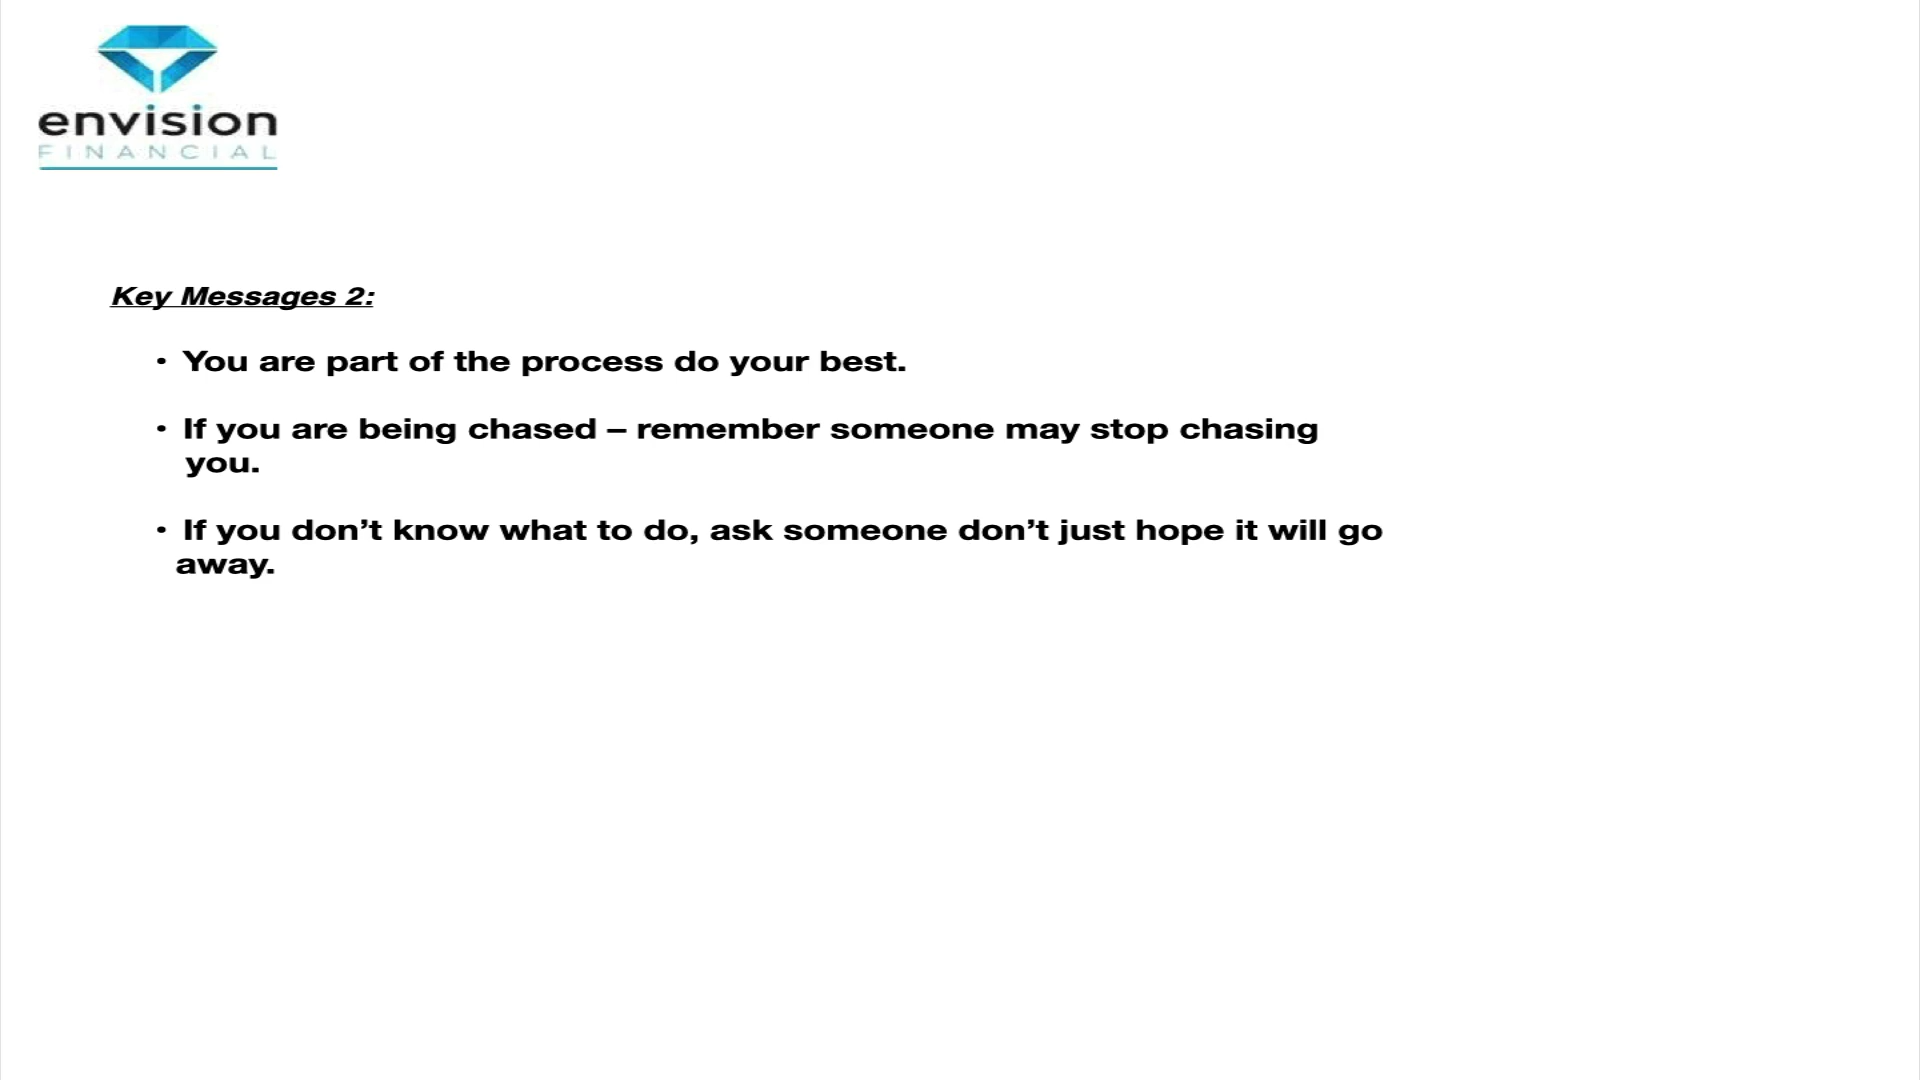 envision
FINANCIAL
Key Messages 2:
• You are part of the process do your best.
• If you are being chased – remember someone may stop chasing
you.
• If you don’t know what to do, ask someone don’t just hope it will go
away.